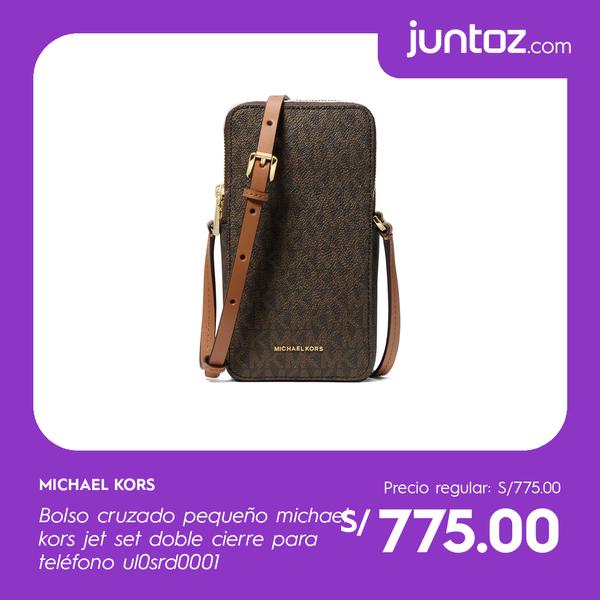 juntoz.com
MICHAEL KORS
MICHAEL KORS
Precio regular: S/775.00
Bolso cruzado pequeño michael
kors jet set doble cierre para
teléfono ul0srd0001
S/ 775.00